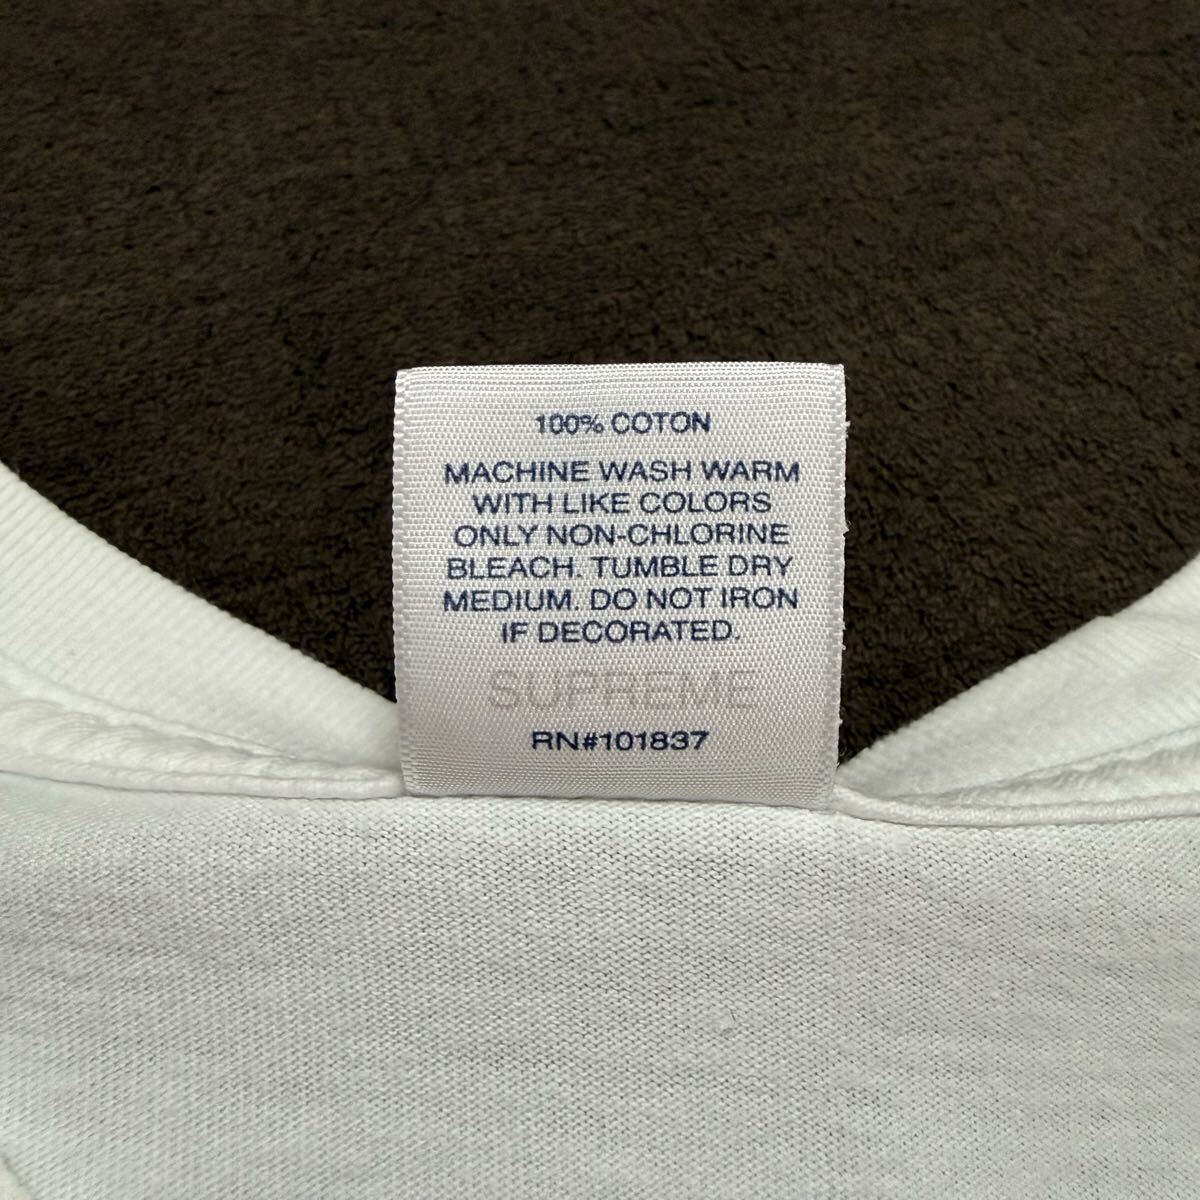 100% COTON
MACHINE WASH WARM
WITH LIKE COLORS
ONLY NON-CHLORINE
BLEACH. TUMBLE DRY
MEDIUM. DO NOT IRON
IF DECORATED.
SUPREME
RN#101837